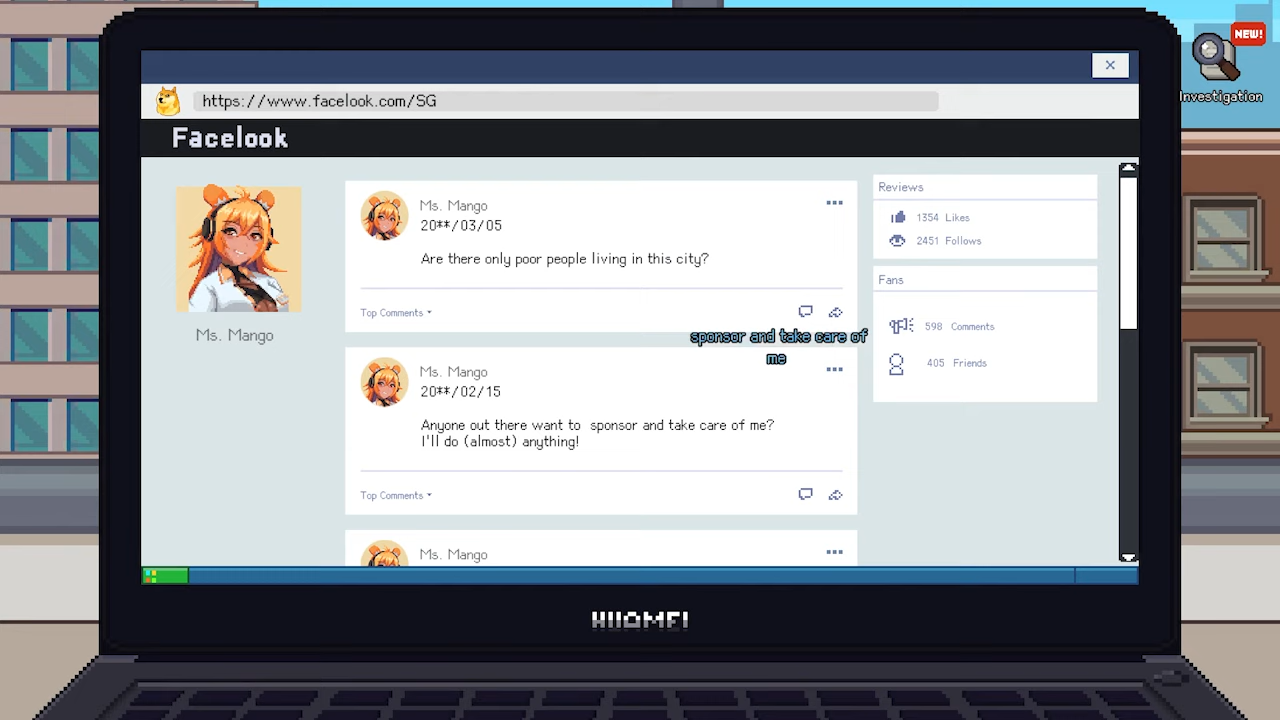 NEW!
Investigation
https://www.facelook.com/SG
Facelook
Ms. Mango
Ms. Mango
20**/03/05
Are there only poor people living in this city?
Top Comments
sponsor and take care of
me
Ms. Mango
20**/02/15
Anyone out there want to  sponsor and take care of me?
I'll do (almost) anything!
Top Comments
Ms. Mango
Reviews
1354 Likes
2451 Follows
Fans
598 Comments
405 Friends